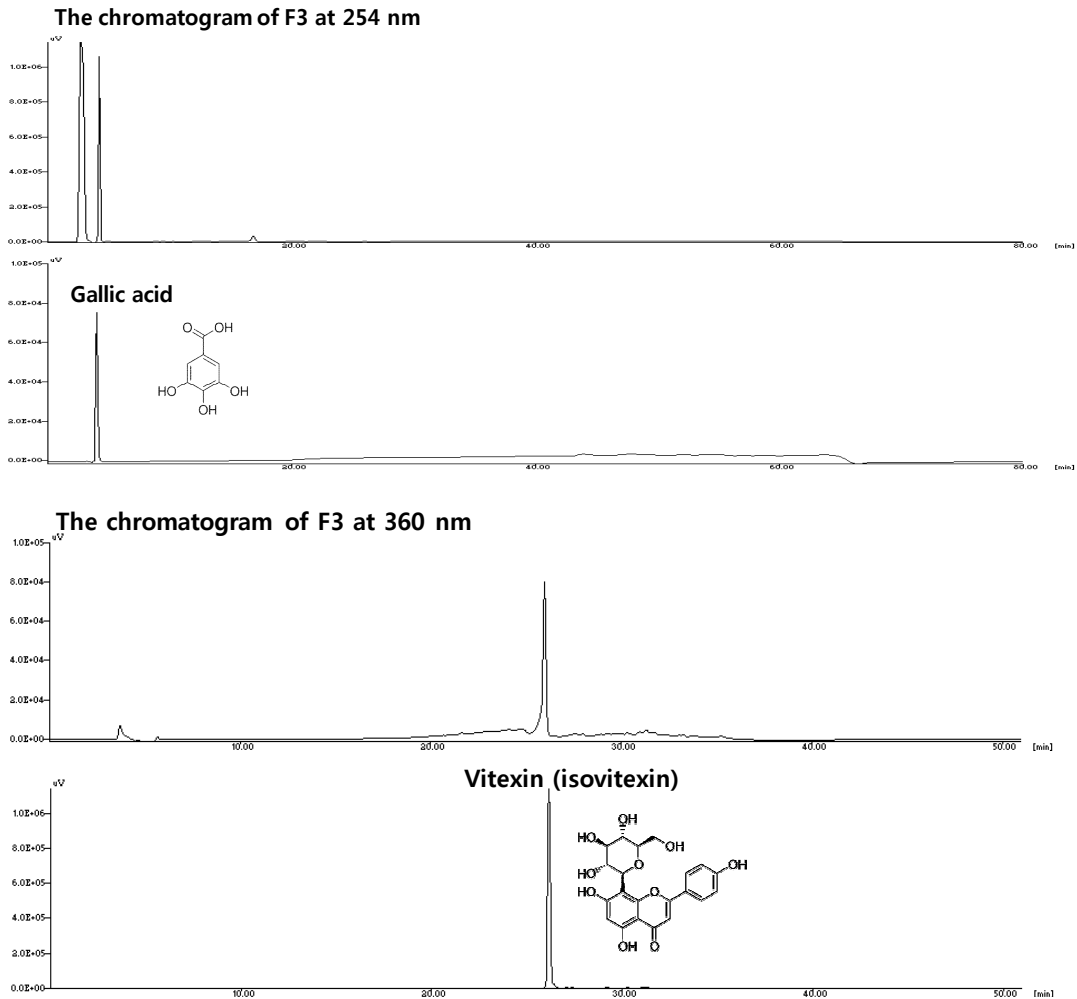 The chromatogram of F3 at 254 nm
uV
1.0E+06
8.0E+05
6.0E+05
4.0E+05
2.0E+05
0.0E+00
20.00 40.00 60.00 80.00 [min]
uV
1.0E+05
Gallic acid
8.0E+04
6.0E+04
4.0E+04
2.0E+04
0.0E+00
O OH
HO OH
OH
20.00 40.00 60.00 80.00 [min]
The chromatogram of F3 at 360 nm
uV
1.0E+05
8.0E+04
6.0E+04
4.0E+04
2.0E+04
0.0E+00
10.00 20.00 30.00 40.00 50.00 [min]
Vitexin (isovitexin)
uV
1.0E+06
8.0E+05
6.0E+05
4.0E+05
2.0E+05
0.0E+00
OH
HO OH
HO O
HO O OH
OH O
10.00 20.00 30.00 40.00 50.00 [min]